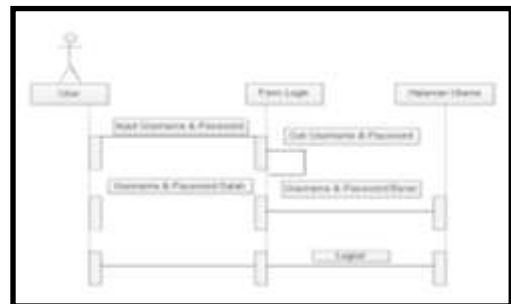 User
Form Login
Halaman Utama
Input Username & Password
Cek Username & Password
Username & Password Salah
Username & Password Benar
Logout